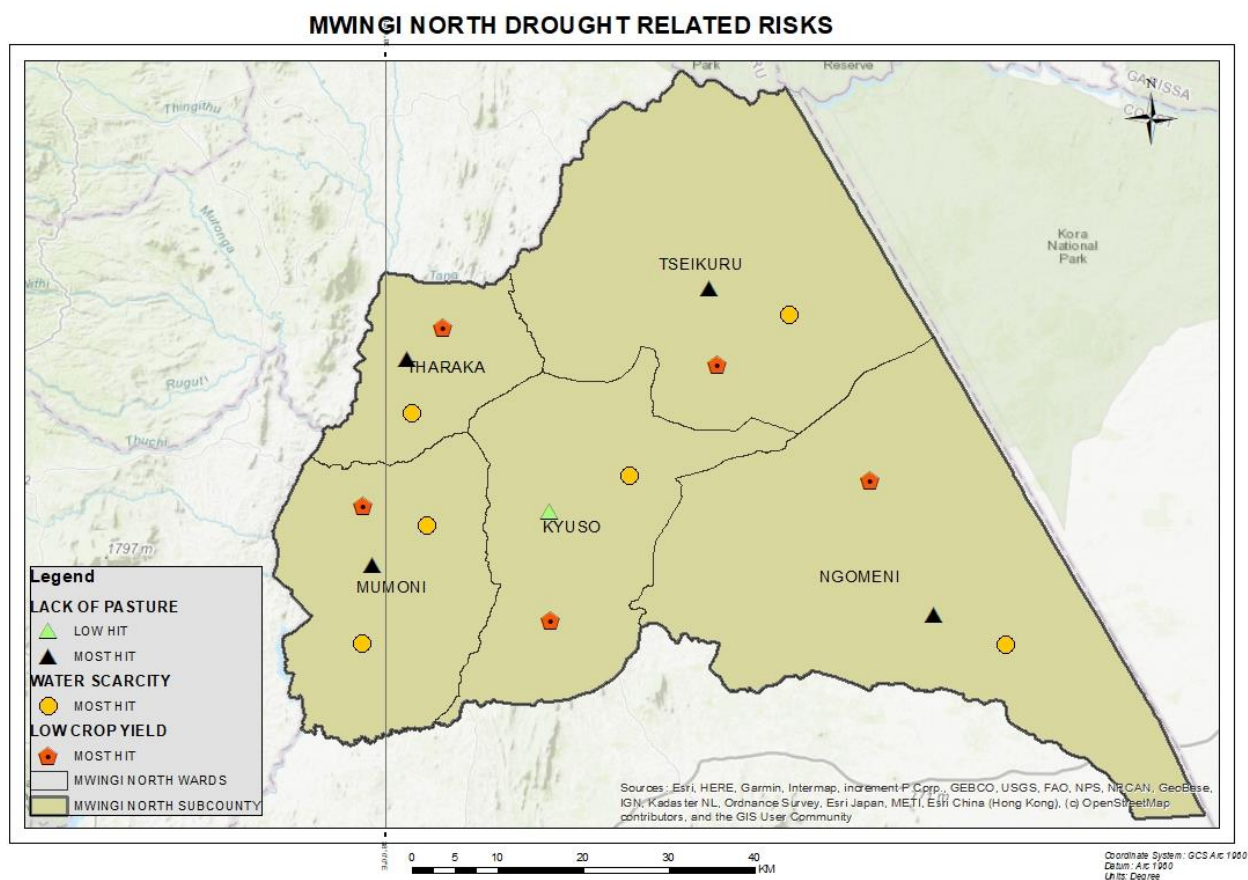 MWINGI NORTH DROUGHT RELATED RISKS
Park
Reserve
GARISSA
COUNTY
N
Thingithu
Mutonga
Tana
Ruguti
Thuchi
1797 m
Kora
National
Park
TSEIKURU
THARAKA
KYUSO
MUMONI
NGOMENI
Legend
LACK OF PASTURE
LOW HIT
MOST HIT
WATER SCARCITY
MOST HIT
LOW CROP YIELD
MOST HIT
MWINGI NORTH WARDS
MWINGI NORTH SUBCOUNTY
Sources: Esri, HERE, Garmin, Intermap, increment P Corp., GEBCO, USGS, FAO, NPS, NRCAN, GeoBase,
IGN, Kadaster NL, Ordnance Survey, Esri Japan, METI, Esri China (Hong Kong), (c) OpenStreetMap
contributors, and the GIS User Community
0 5 10 20 30 40
KM
Coordinate System: GCS Arc 1960
Datum: Arc 1960
Units: Degree